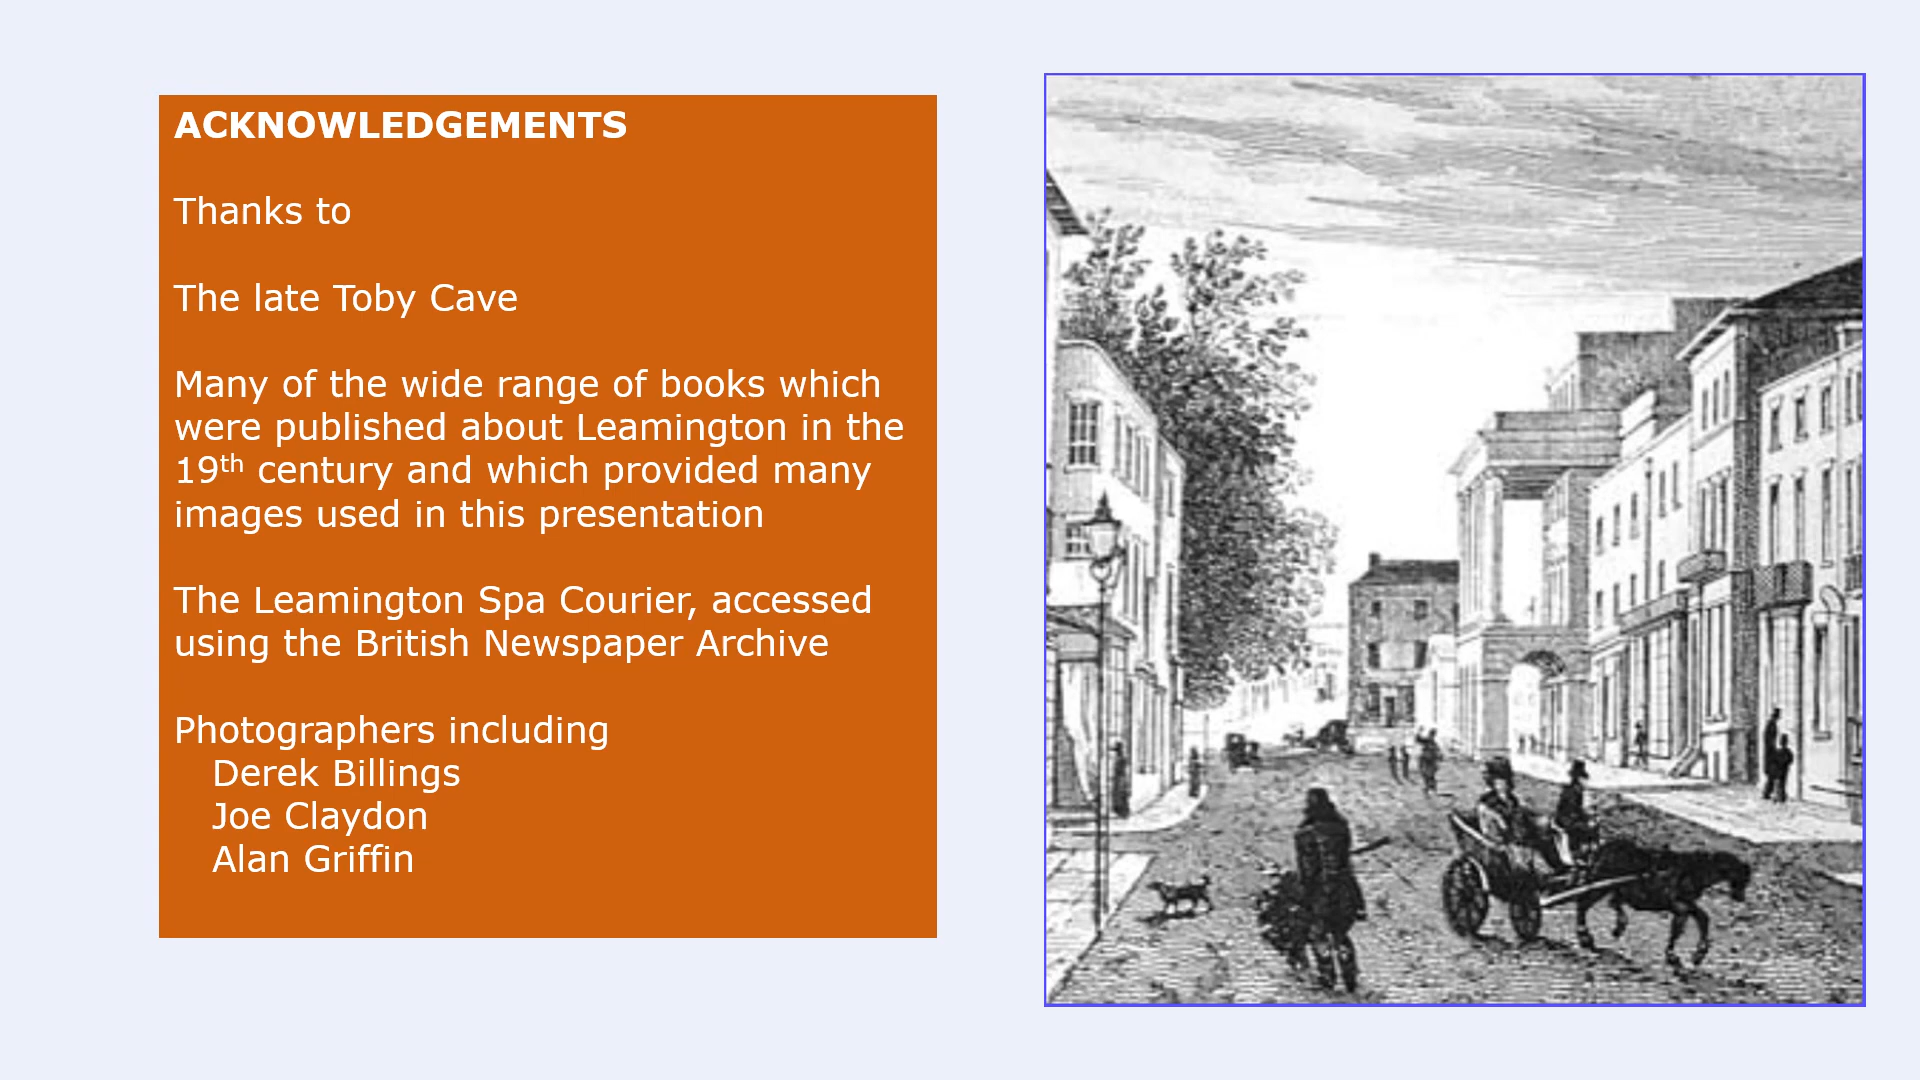 ACKNOWLEDGEMENTS
Thanks to
The late Toby Cave
Many of the wide range of books which
were published about Leamington in the
19th century and which provided many
images used in this presentation
The Leamington Spa Courier, accessed
using the British Newspaper Archive
Photographers including
Derek Billings
Joe Claydon
Alan Griffin